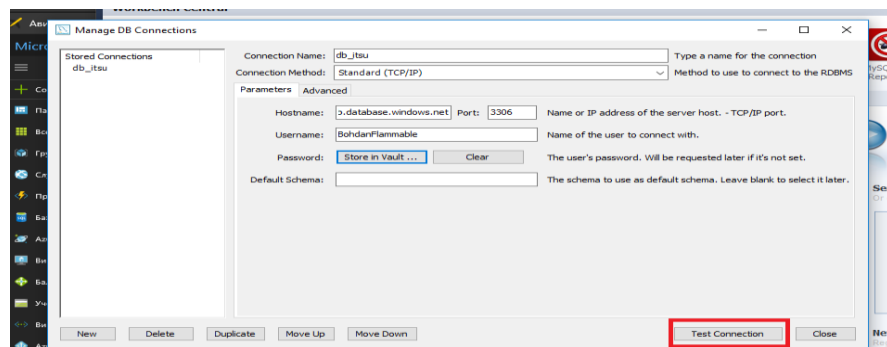 Manage DB Connections
Stored Connections
db_itsu
Connection Name: db_itsu Type a name for the connection
Connection Method: Standard (TCP/IP) Method to use to connect to the RDBMS
Parameters Advanced
Hostname: .database.windows.net Port: 3306 Name or IP address of the server host. - TCP/IP port.
Username: BohdanFlammable Name of the user to connect with.
Password: Store in Vault ... Clear The user's password. Will be requested later if it's not set.
Default Schema: The schema to use as default schema. Leave blank to select it later.
New Delete Duplicate Move Up Move Down Test Connection Close